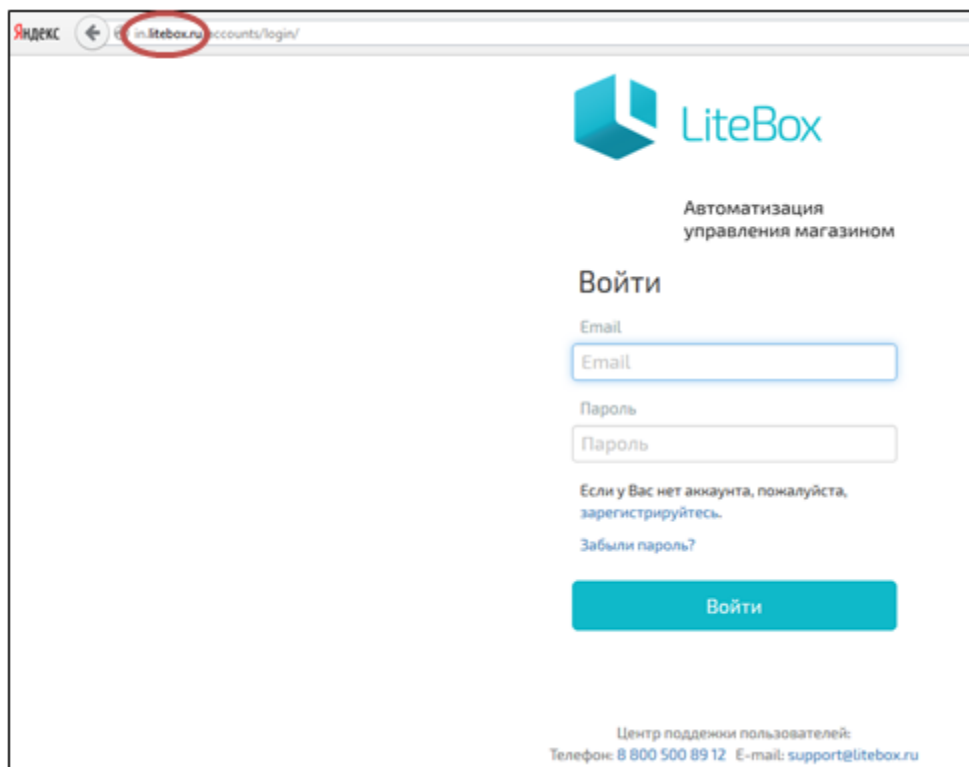 Яндекс in.litebox.ru/accounts/login/
LiteBox
Автоматизация
управления магазином
Войти
Email
Email
Пароль
Пароль
Если у Вас нет аккаунта, пожалуйста,
зарегистрируйтесь.
Забыли пароль?
Войти
Центр поддежки пользователей:
Телефон: 8 800 500 89 12 E-mail: support@litebox.ru